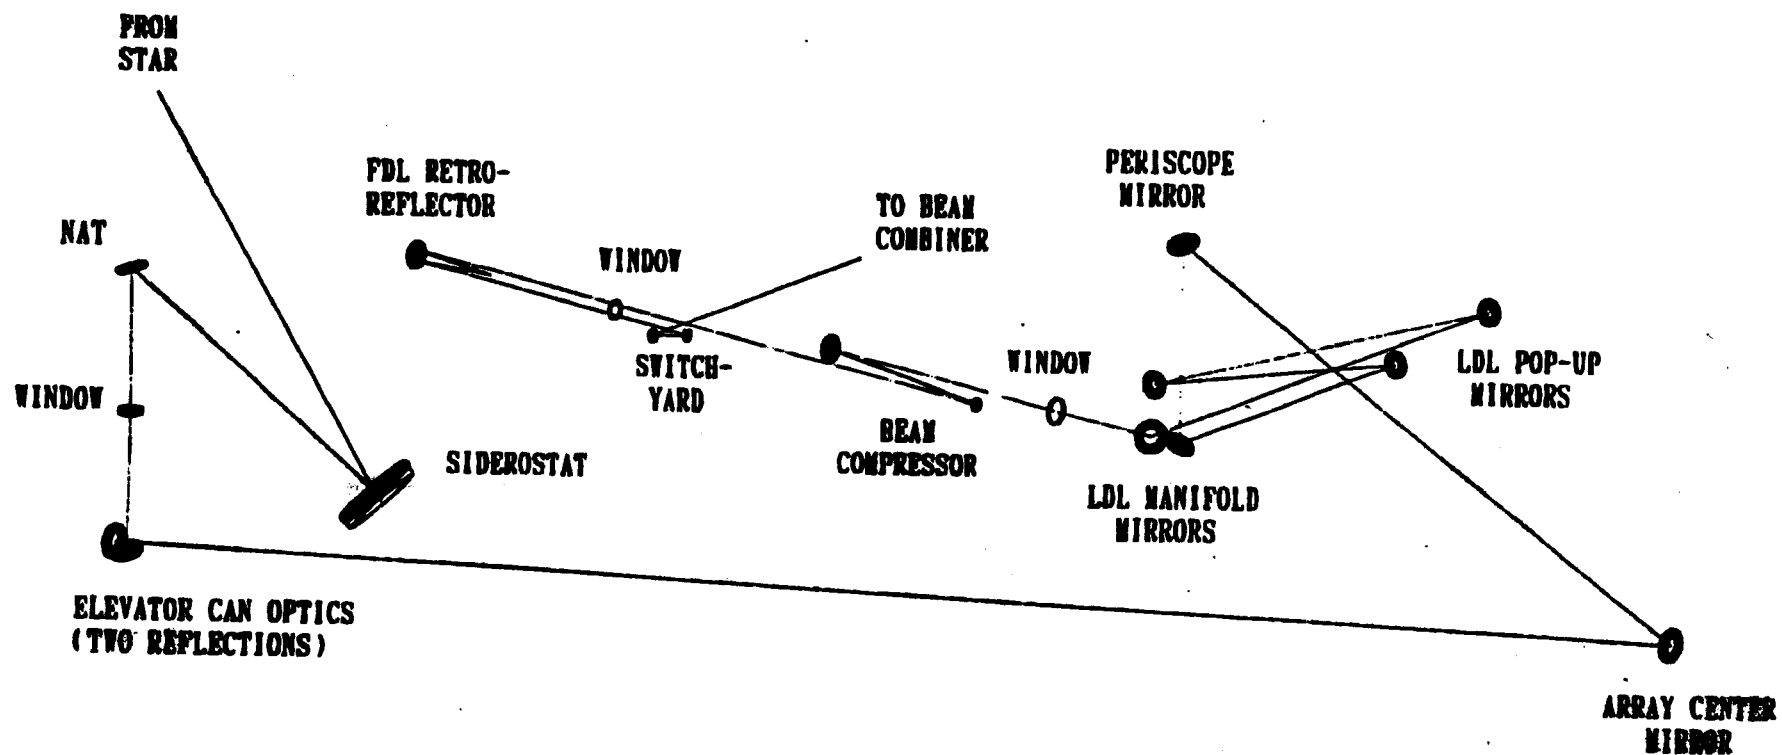 FROM
STAR
FDL RETRO-
REFLECTOR
PERISCOPE
MIRROR
NAT
WINDOW
TO BEAM
COMBINER
SWITCH-
YARD
WINDOW
LDL POP-UP
MIRRORS
WINDOW
BEAM
COMPRESSOR
SIDEROSTAT
LDL MANIFOLD
MIRRORS
ELEVATOR CAN OPTICS
(TWO REFLECTIONS)
ARRAY CENTER
MIRROR